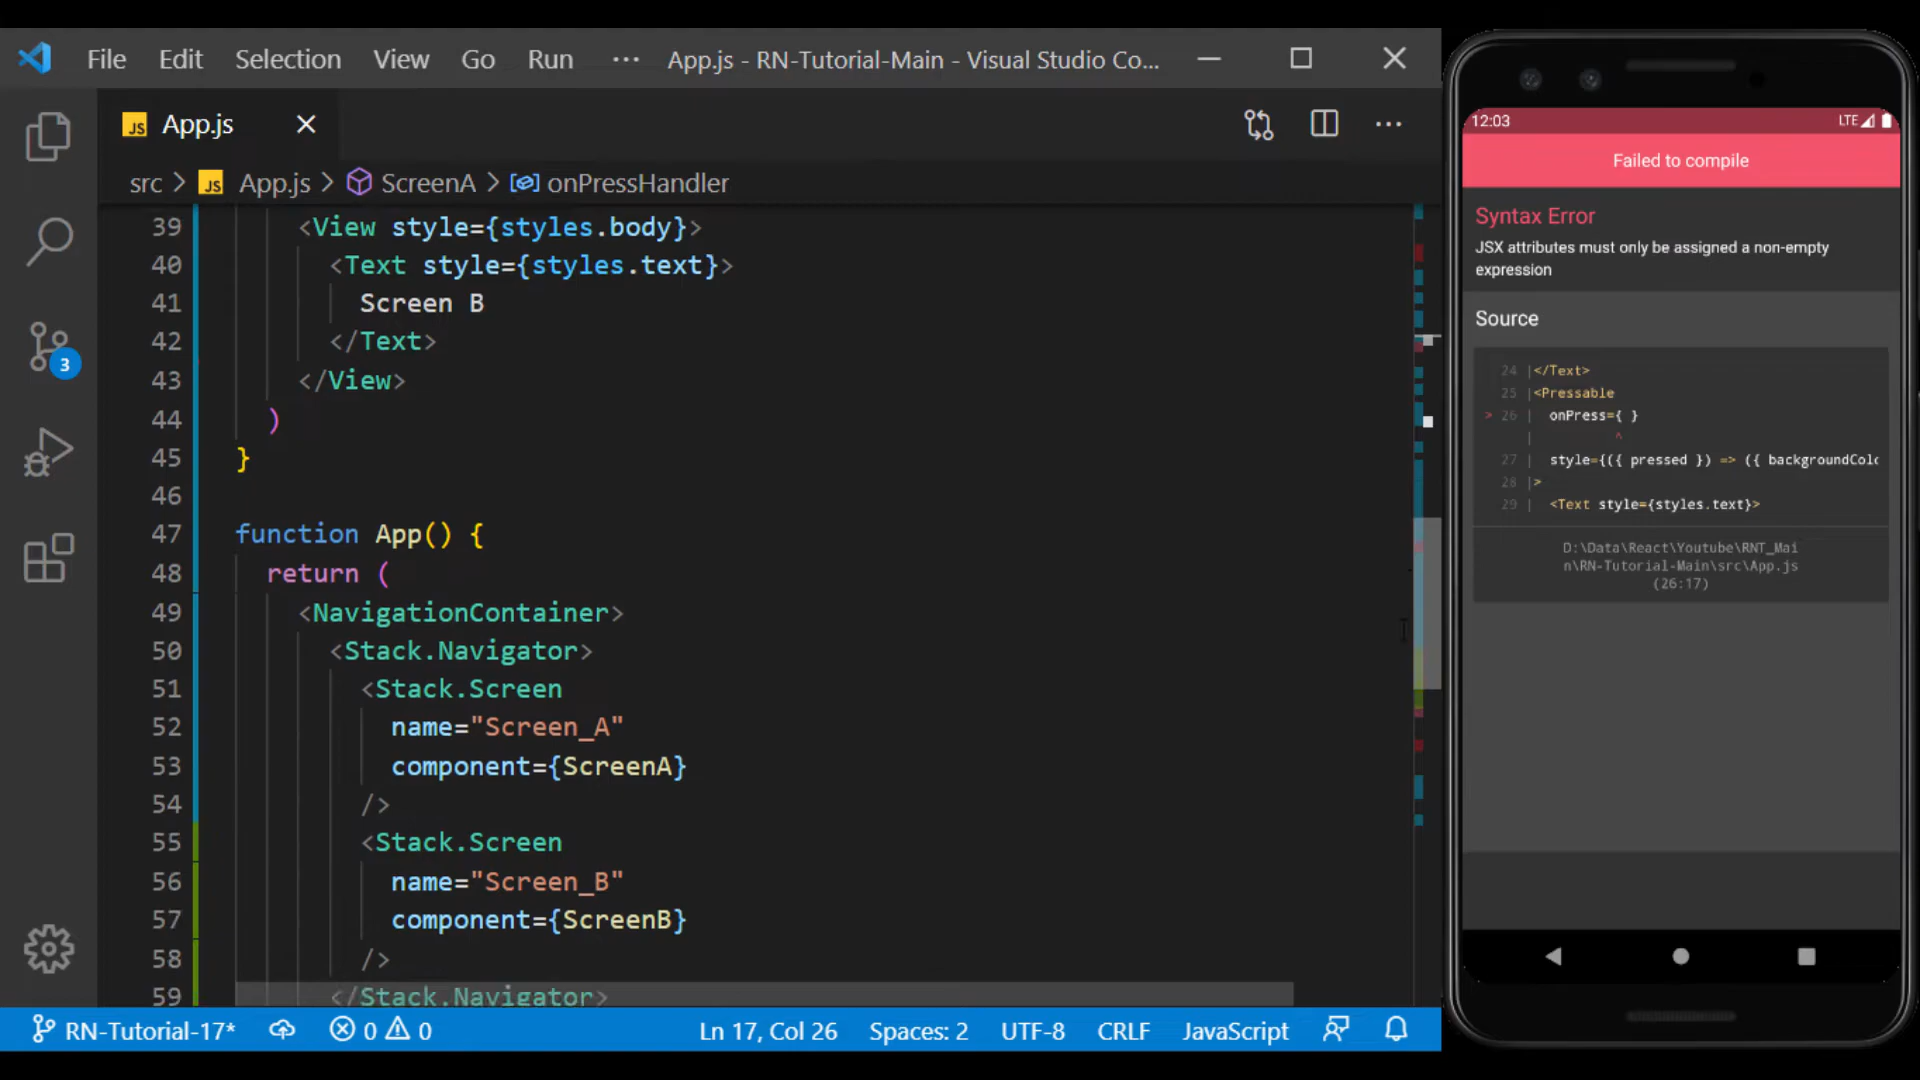 File Edit Selection View Go Run ··· App.js - RN-Tutorial-Main - Visual Studio Co...
JS App.js
src > JS App.js > ScreenA > onPressHandler
39 <View style={styles.body}>
40 <Text style={styles.text}>
41 Screen B
42 </Text>
43 </View>
44 )
45 }
46
47 function App() {
48 return (
49 <NavigationContainer>
50 <Stack.Navigator>
51 <Stack.Screen
52 name="Screen_A"
53 component={ScreenA}
54 />
55 <Stack.Screen
56 name="Screen_B"
57 component={ScreenB}
58 />
59 </Stack.Navigator>
3
RN-Tutorial-17* 0 0 Ln 17, Col 26 Spaces: 2 UTF-8 CRLF JavaScript
12:03 LTE
Failed to compile
Syntax Error
JSX attributes must only be assigned a non-empty
expression
Source
24 |</Text>
25 |<Pressable
> 26 | onPress={ }
| ^
27 | style={({ pressed }) => ({ backgroundColo
28 |>
29 | <Text style={styles.text}>
D:\Data\React\Youtube\RNT_Mai
n\RN-Tutorial-Main\src\App.js
(26:17)